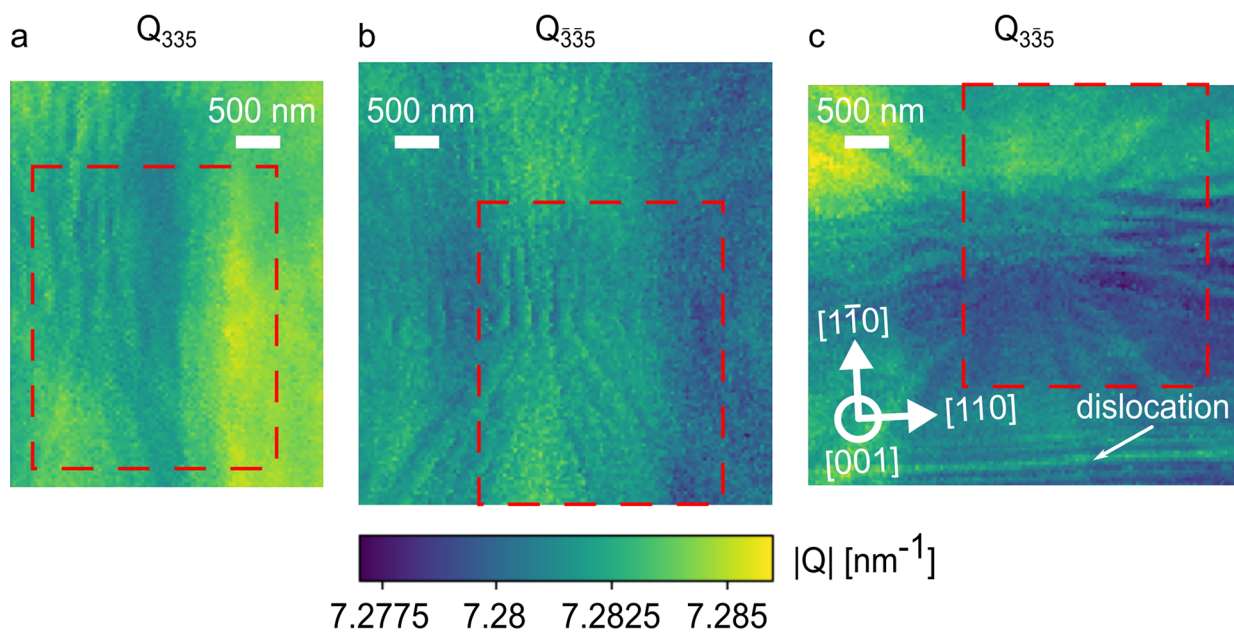 a
Q₃₃₅
500 nm
b
Q₃̅₃̅₅
500 nm
c
Q₃₃̅₅
500 nm
[11̅0]
[110]
[001]
dislocation
|Q| [nm⁻¹]
7.2775 7.28 7.2825 7.285